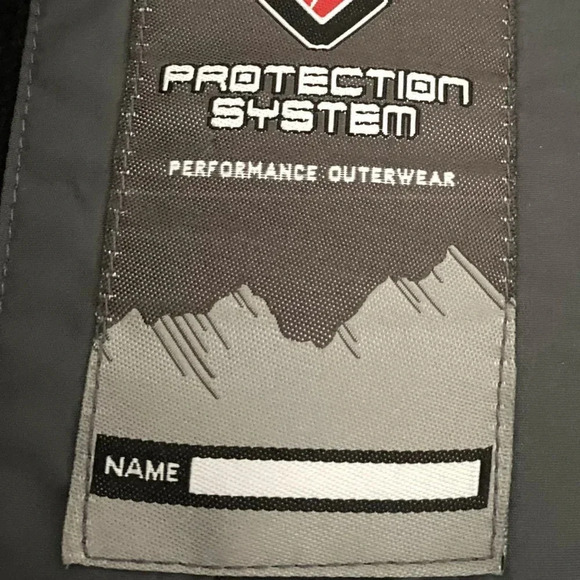 PROTECTION
SYSTEM
PERFORMANCE OUTERWEAR
NAME